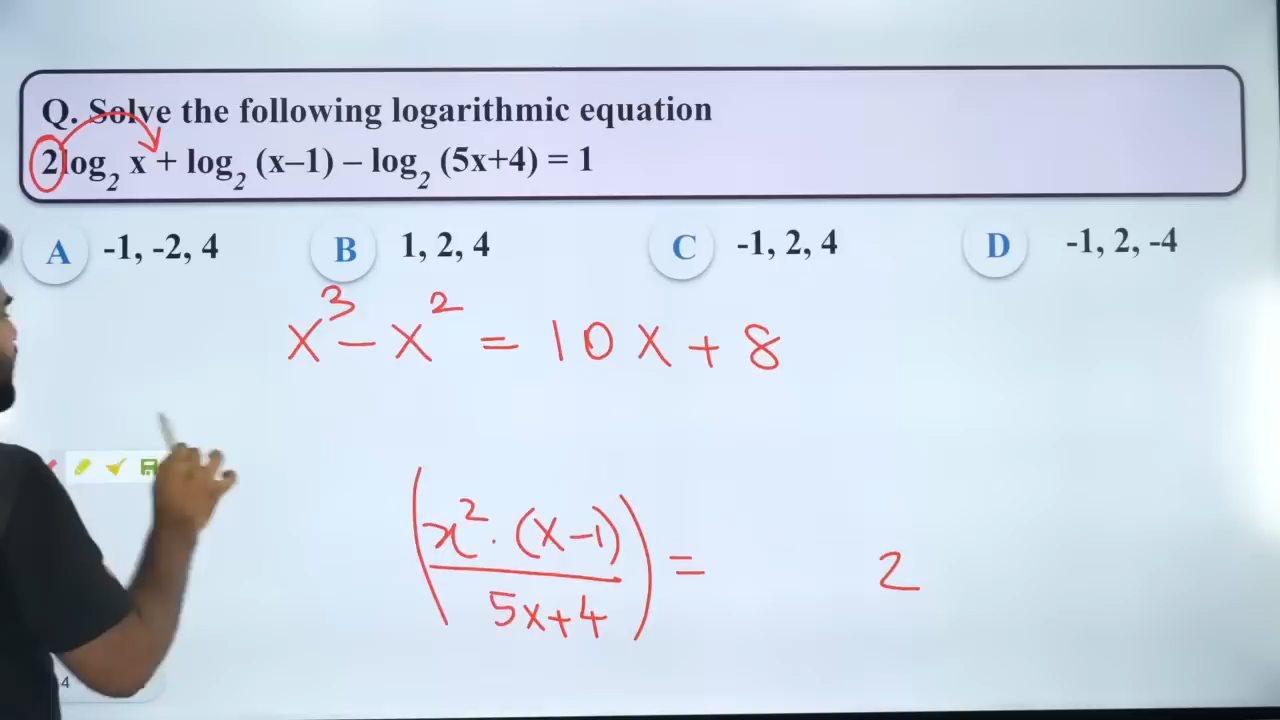 Q. Solve the following logarithmic equation
2log₂ x + log₂ (x–1) – log₂ (5x+4) = 1
A -1, -2, 4
B 1, 2, 4
C -1, 2, 4
D -1, 2, -4
x³ - x² = 10x + 8
(x² · (x-1) / 5x+4) = 2
4